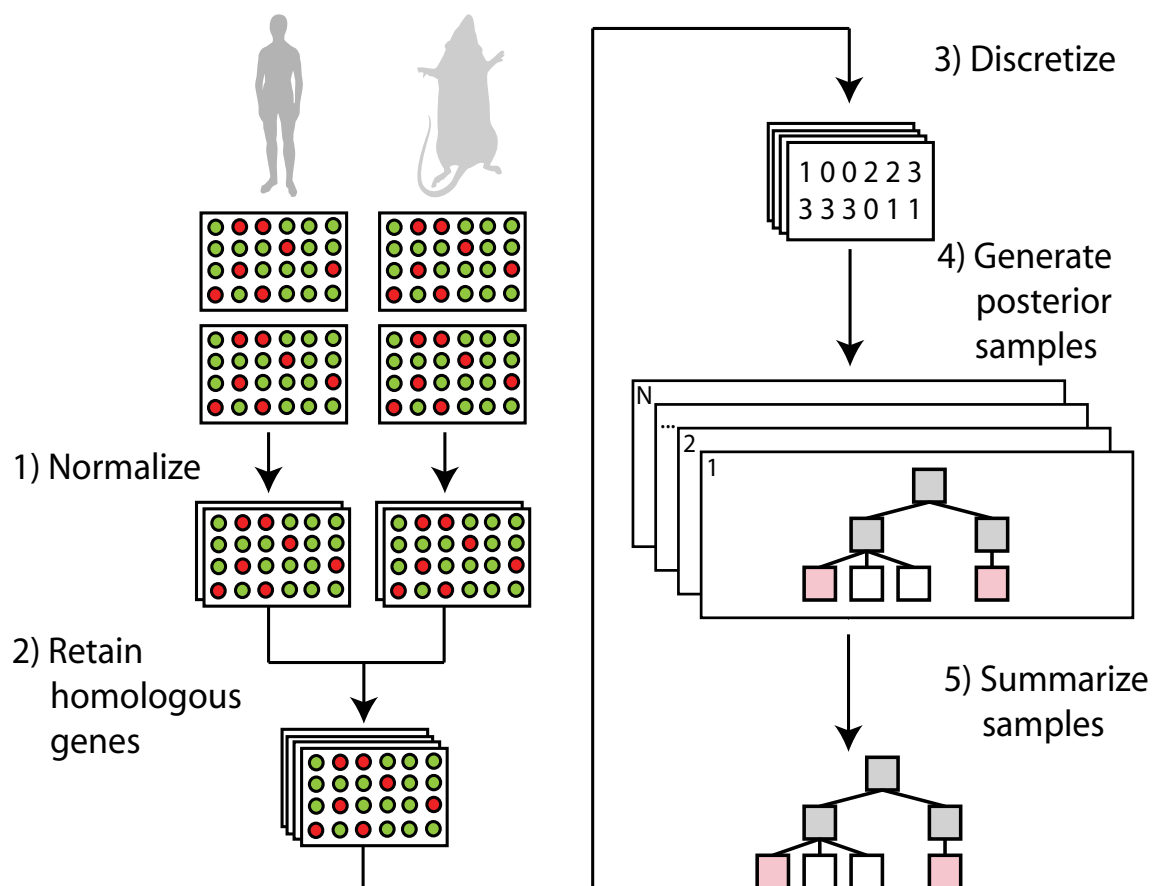 1) Normalize
2) Retain
homologous
genes
3) Discretize
1 0 0 2 2 3
3 3 3 0 1 1
4) Generate
posterior
samples
N
...
2
1
5) Summarize
samples